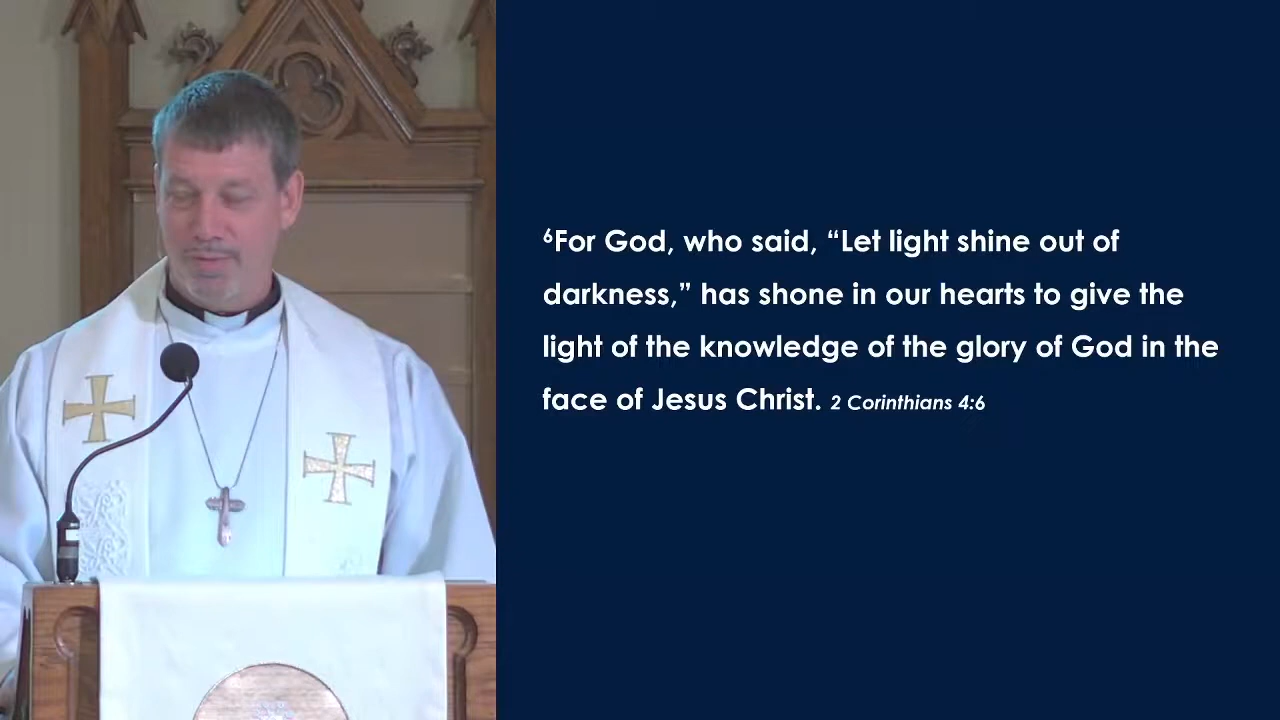 ⁶For God, who said, “Let light shine out of
darkness,” has shone in our hearts to give the
light of the knowledge of the glory of God in the
face of Jesus Christ. 2 Corinthians 4:6